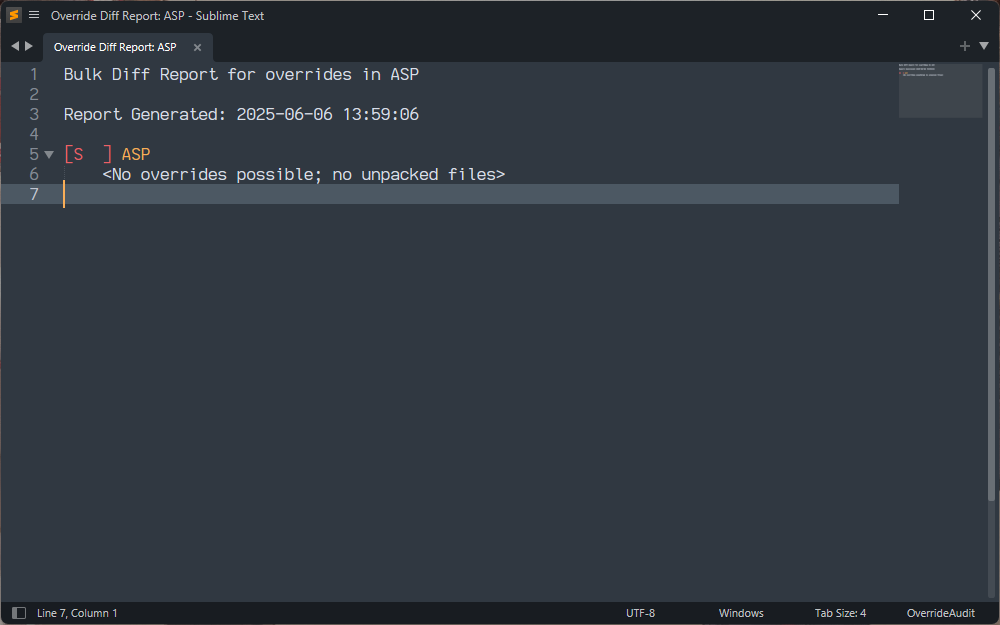 Override Diff Report: ASP - Sublime Text
Override Diff Report: ASP
1 Bulk Diff Report for overrides in ASP
2
3 Report Generated: 2025-06-06 13:59:06
4
5 [S  ] ASP
6     <No overrides possible; no unpacked files>
7
Line 7, Column 1 UTF-8 Windows Tab Size: 4 OverrideAudit